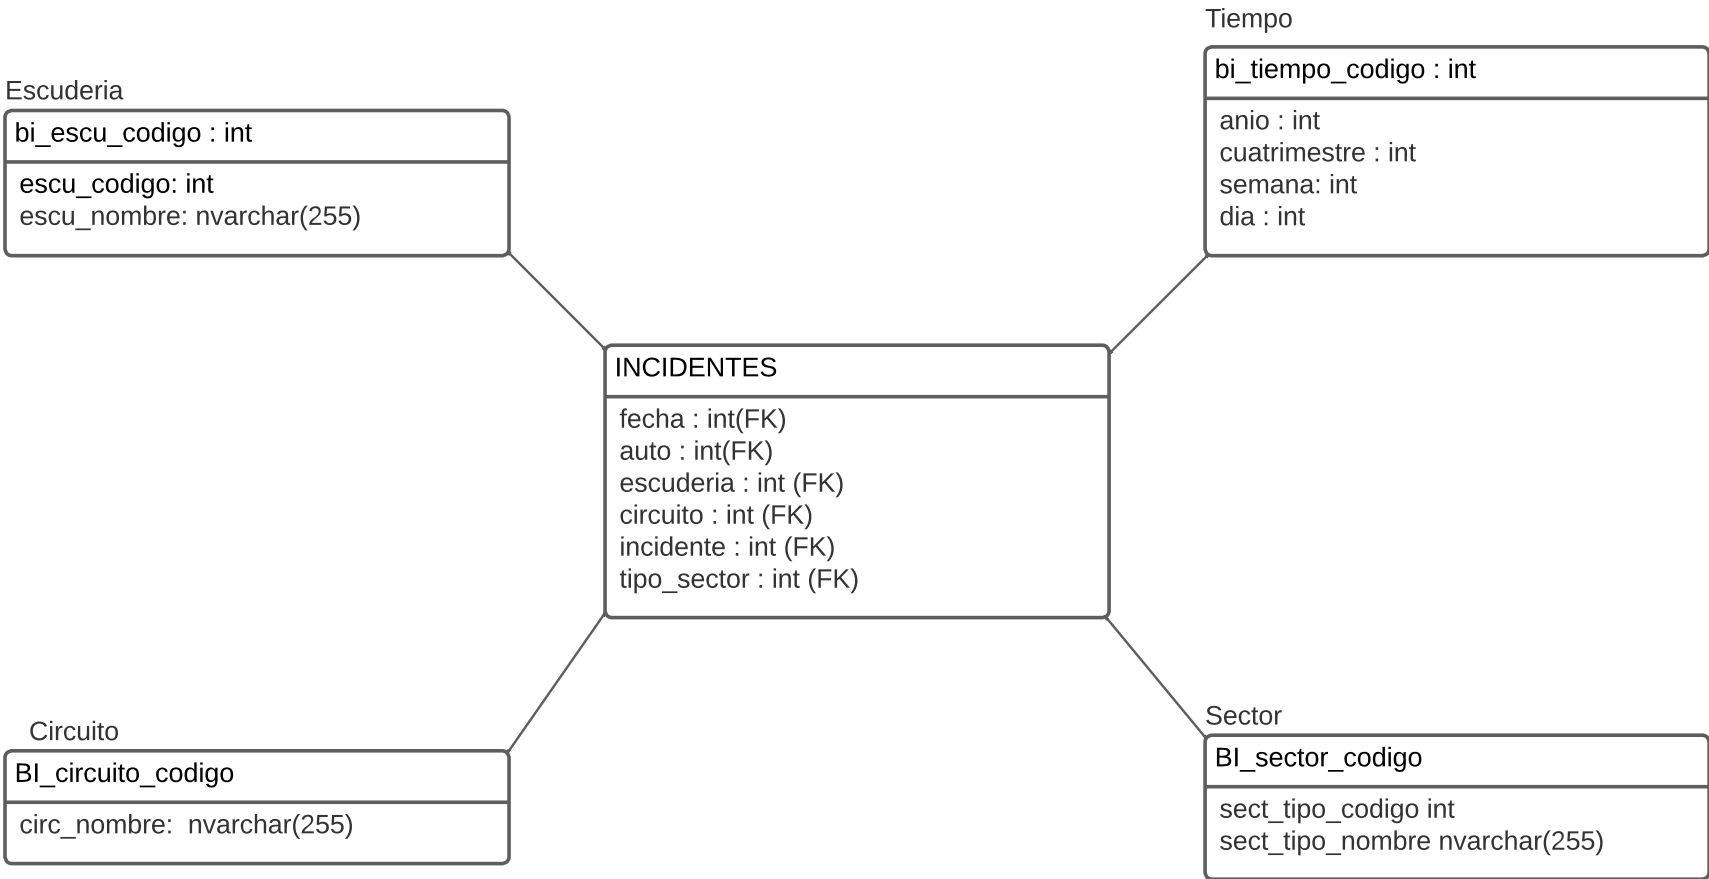 Escuderia
bi_escu_codigo : int
escu_codigo: int
escu_nombre: nvarchar(255)
Tiempo
bi_tiempo_codigo : int
anio : int
cuatrimestre : int
semana: int
dia : int
INCIDENTES
fecha : int(FK)
auto : int(FK)
escuderia : int (FK)
circuito : int (FK)
incidente : int (FK)
tipo_sector : int (FK)
Circuito
BI_circuito_codigo
circ_nombre:  nvarchar(255)
Sector
BI_sector_codigo
sect_tipo_codigo int
sect_tipo_nombre nvarchar(255)